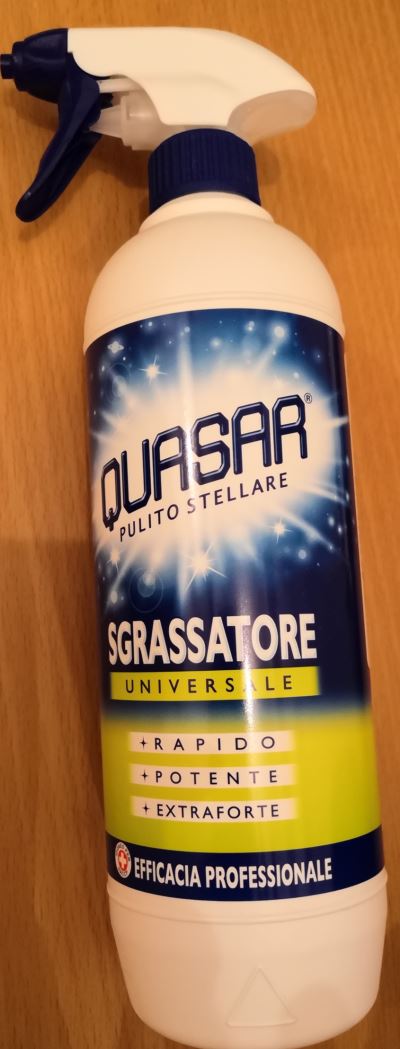 QUASAR®
PULITO STELLARE
SGRASSATORE
UNIVERSALE
+RAPIDO
+POTENTE
+EXTRAFORTE
EFFICACIA PROFESSIONALE